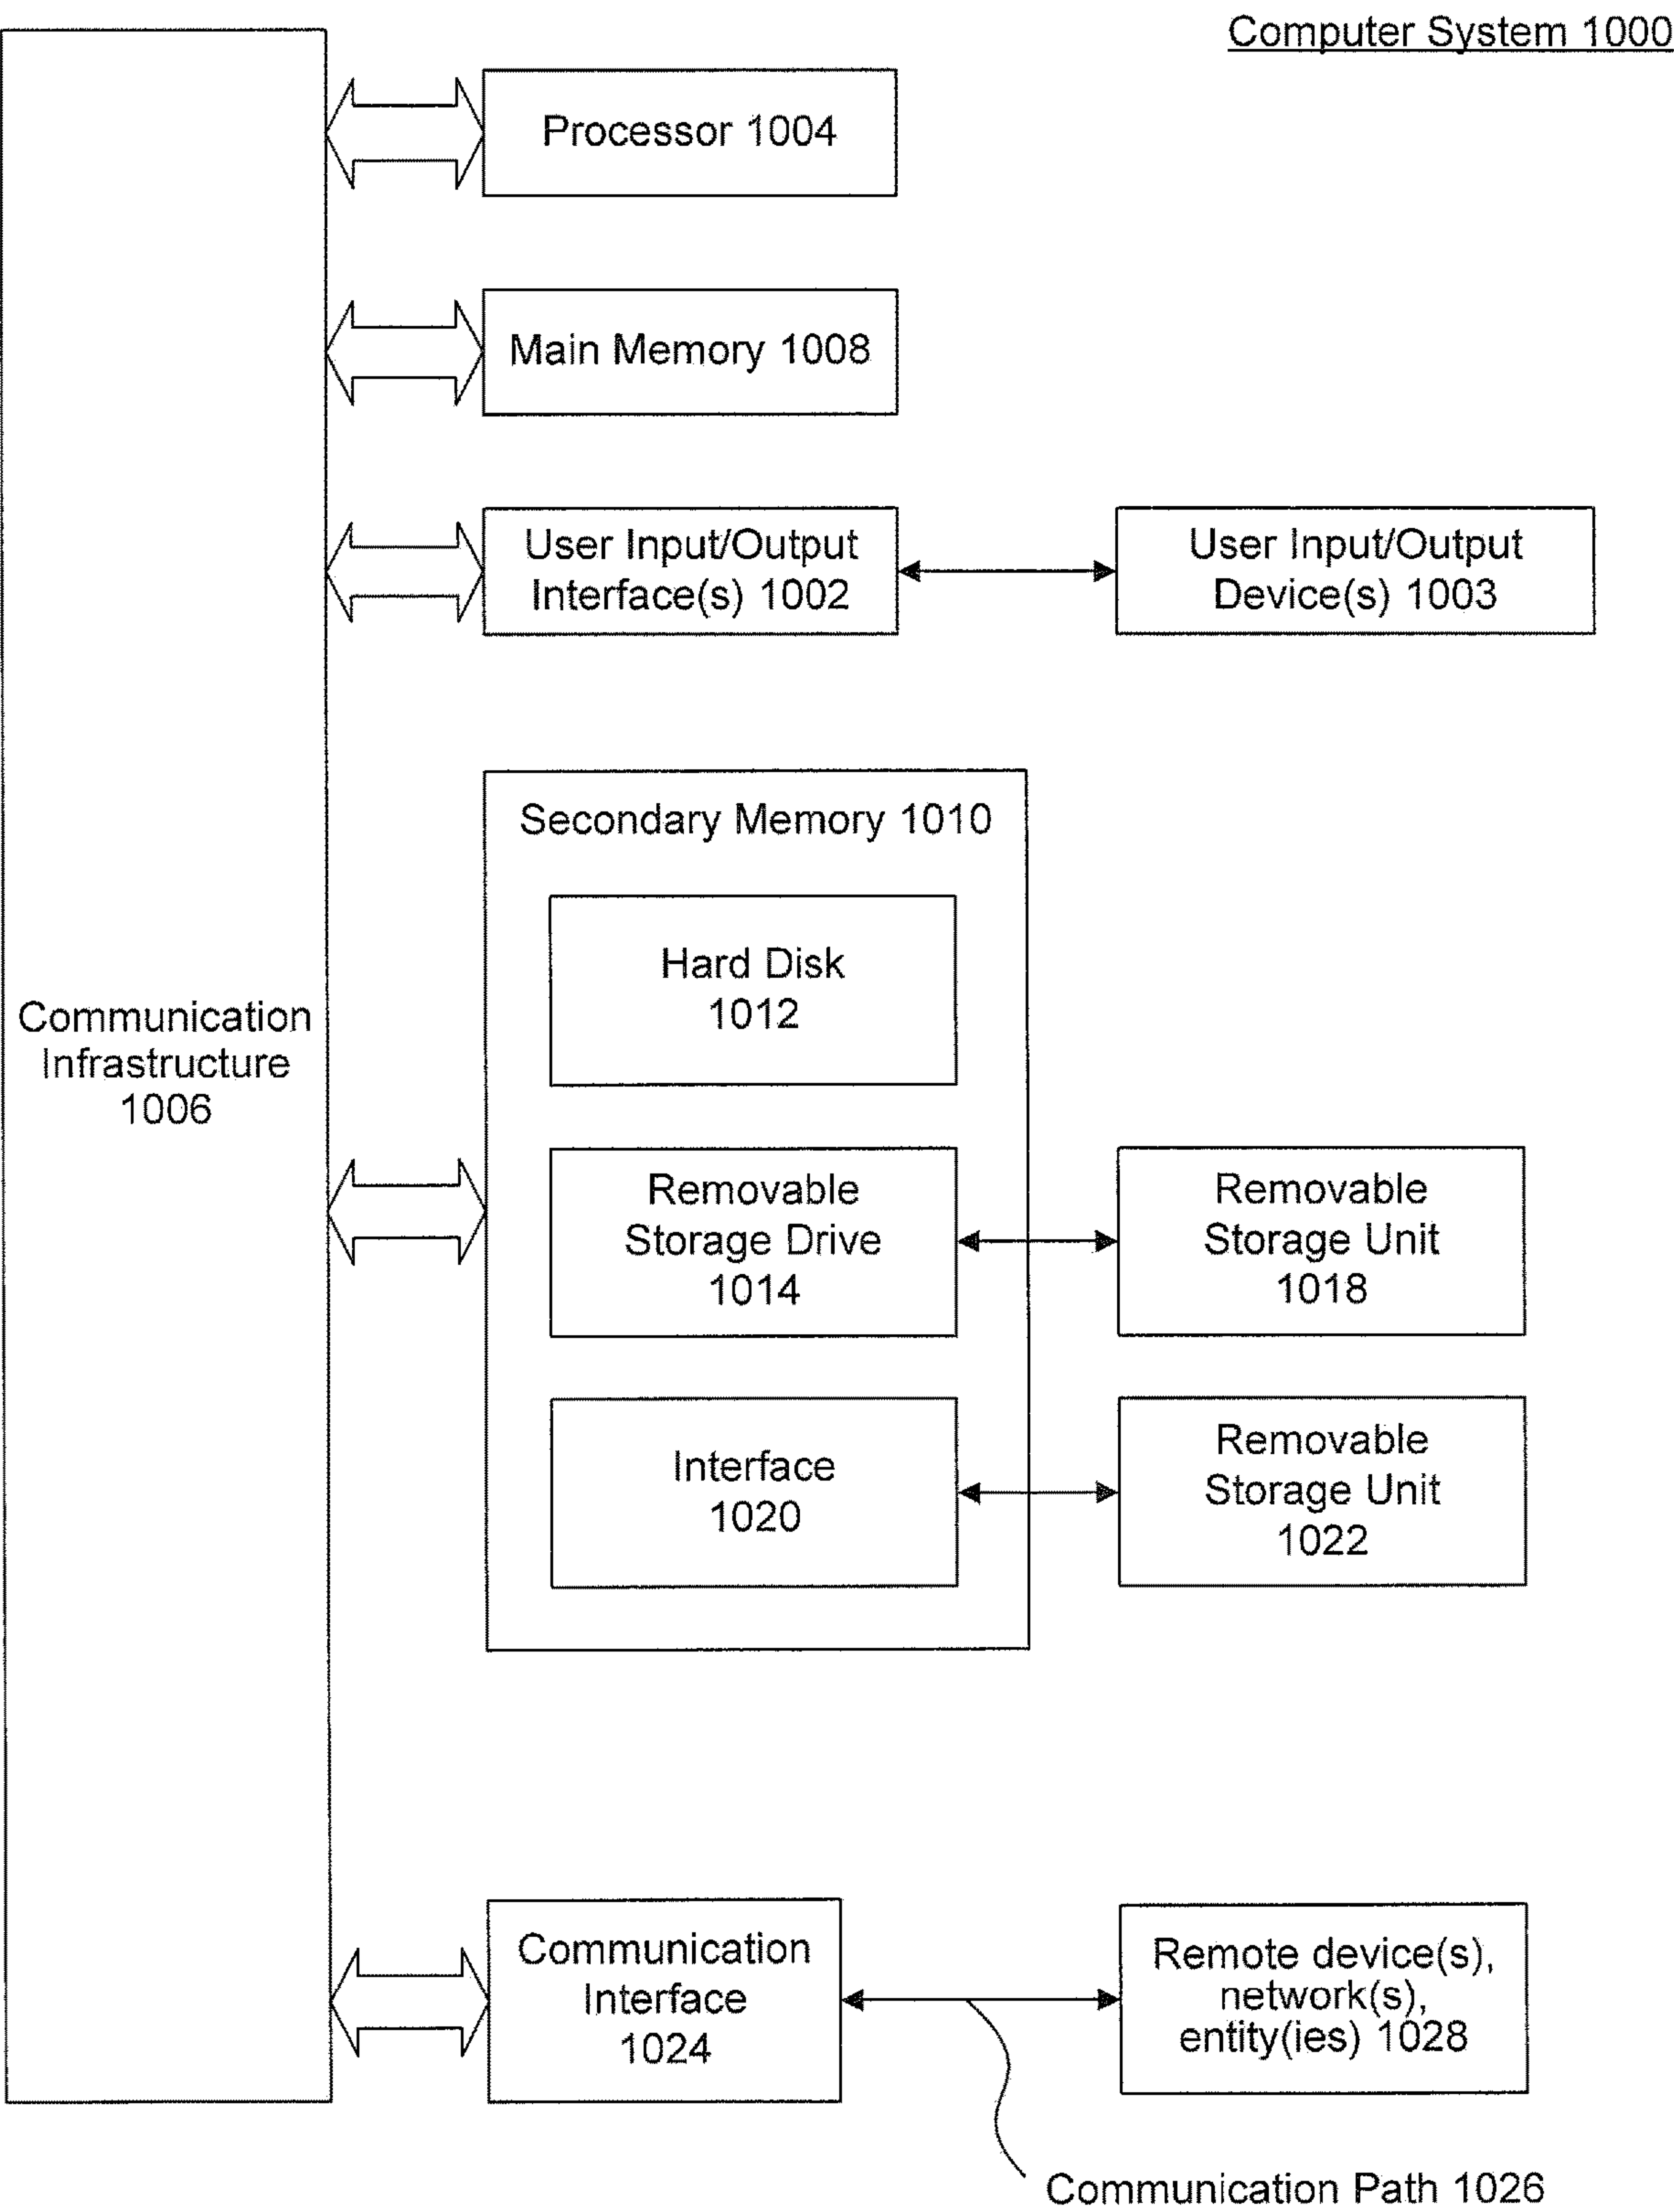 Computer System 1000
Processor 1004
Main Memory 1008
User Input/Output
Interface(s) 1002
User Input/Output
Device(s) 1003
Secondary Memory 1010
Hard Disk
1012
Communication
Infrastructure
1006
Removable
Storage Drive
1014
Removable
Storage Unit
1018
Interface
1020
Removable
Storage Unit
1022
Communication
Interface
1024
Remote device(s),
network(s),
entity(ies) 1028
Communication Path 1026